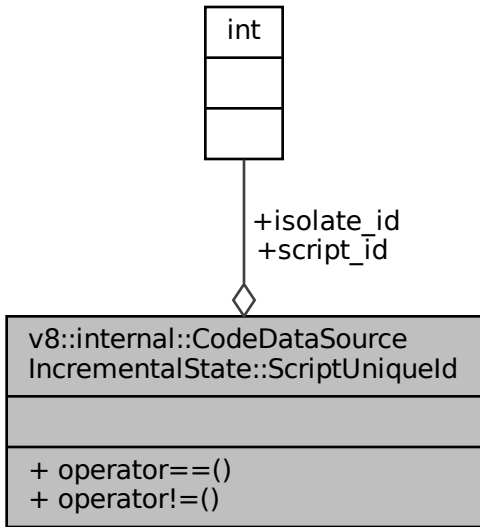 int
+isolate_id
+script_id
v8::internal::CodeDataSource
IncrementalState::ScriptUniqueId
+ operator==()
+ operator!=()